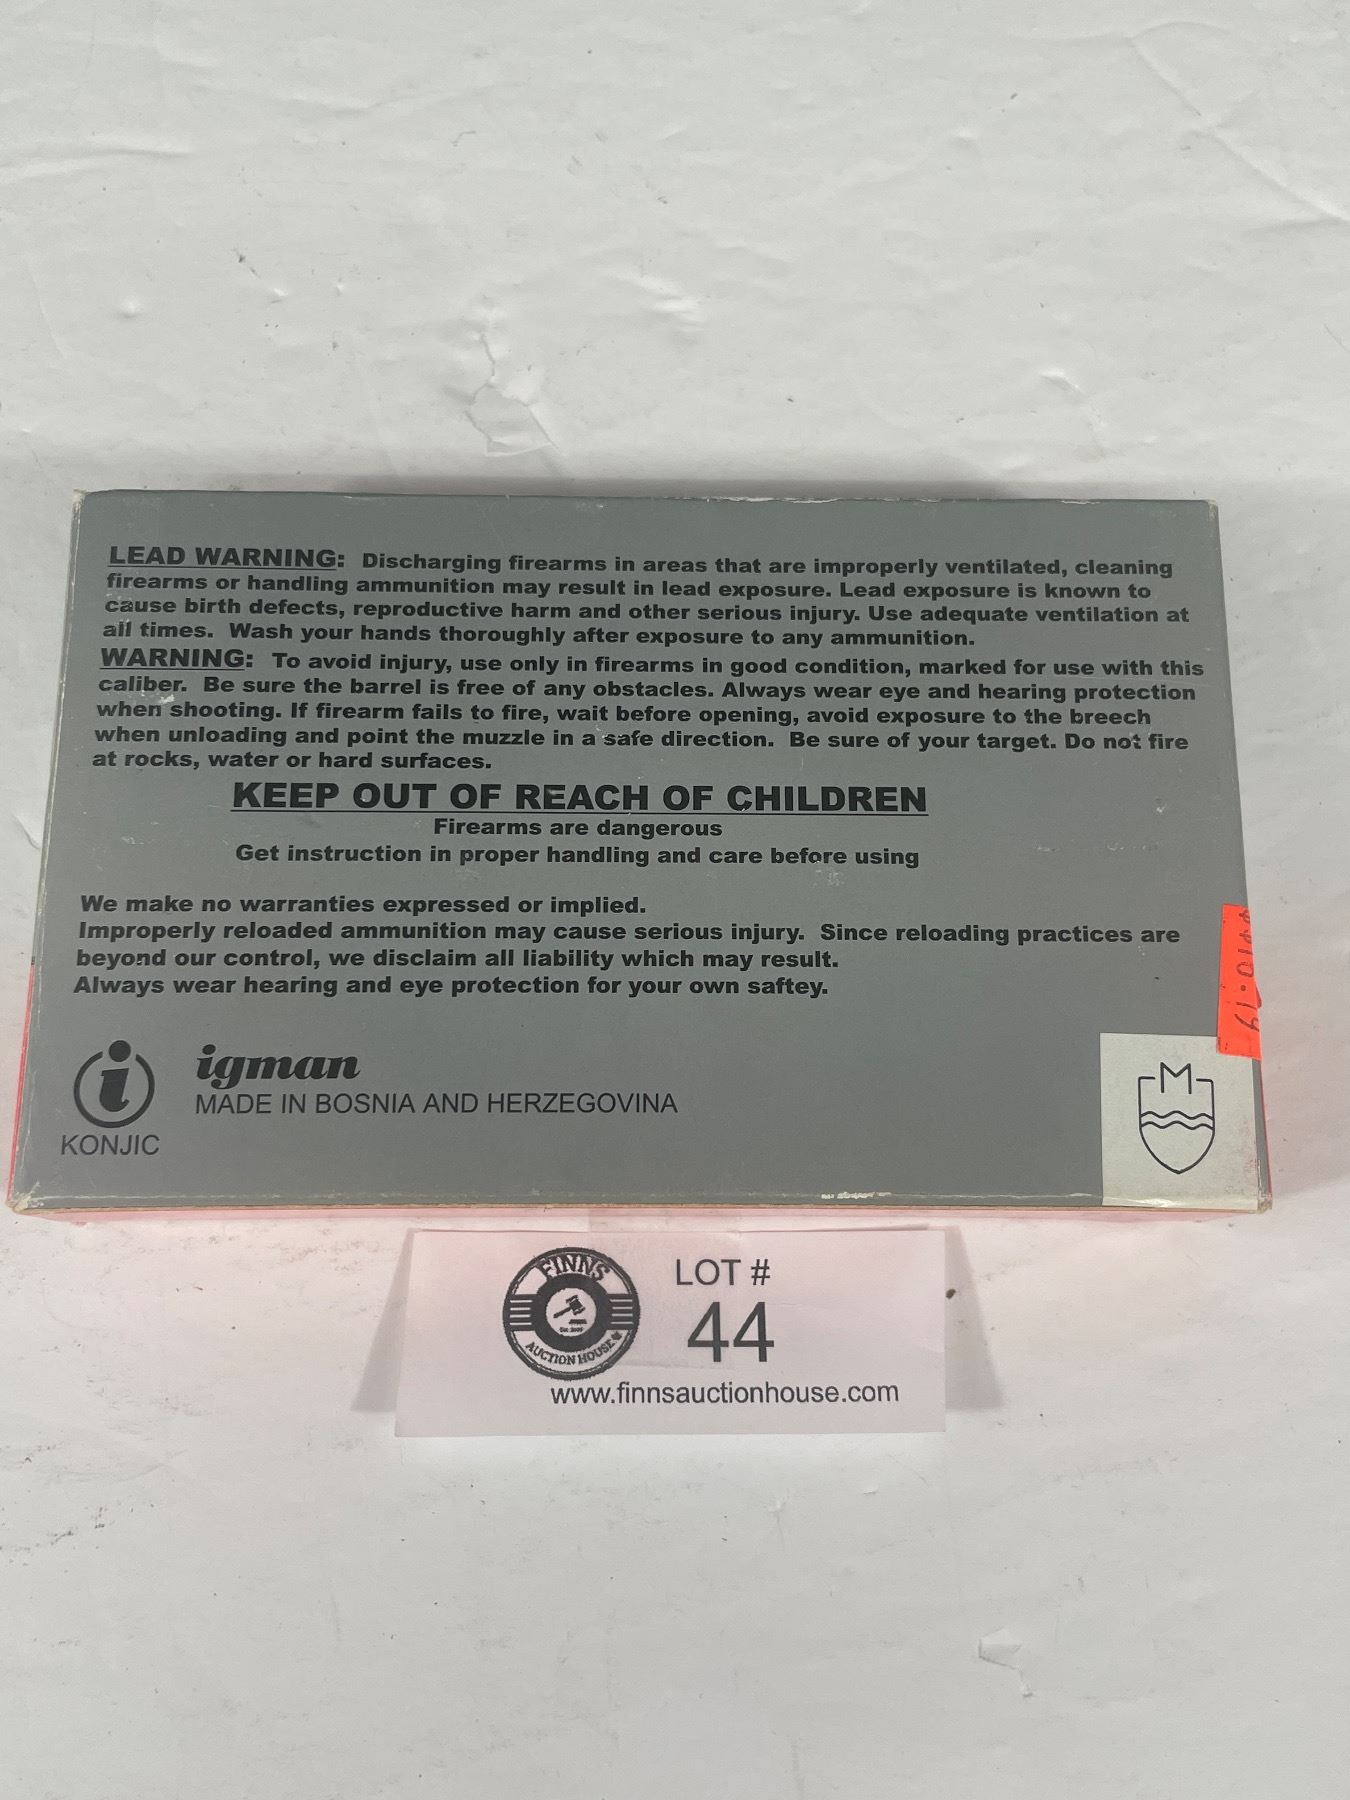 LEAD WARNING: Discharging firearms in areas that are improperly ventilated, cleaning
firearms or handling ammunition may result in lead exposure. Lead exposure is known to
cause birth defects, reproductive harm and other serious injury. Use adequate ventilation at
all times. Wash your hands thoroughly after exposure to any ammunition.
WARNING: To avoid injury, use only in firearms in good condition, marked for use with this
caliber. Be sure the barrel is free of any obstacles. Always wear eye and hearing protection
when shooting. If firearm fails to fire, wait before opening, avoid exposure to the breech
when unloading and point the muzzle in a safe direction. Be sure of your target. Do not fire
at rocks, water or hard surfaces.
KEEP OUT OF REACH OF CHILDREN
Firearms are dangerous
Get instruction in proper handling and care before using
We make no warranties expressed or implied.
Improperly reloaded ammunition may cause serious injury. Since reloading practices are
beyond our control, we disclaim all liability which may result.
Always wear hearing and eye protection for your own saftey.
igman
MADE IN BOSNIA AND HERZEGOVINA
KONJIC
M
FINNS
AUCTION HOUSE
LOT #
44
www.finnsauctionhouse.com